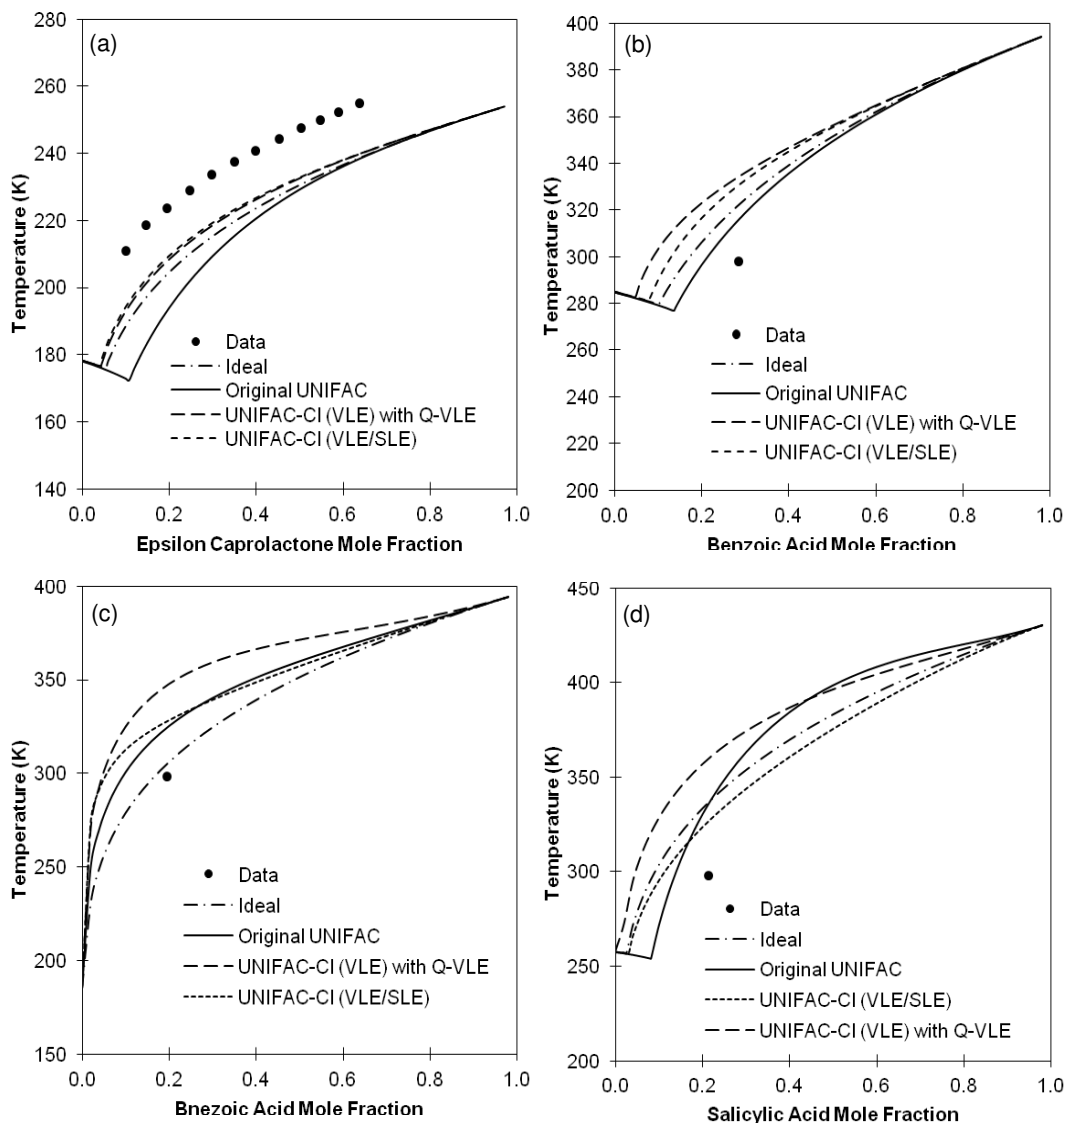 (a)
280
260
240
220
200
180
160
140
Temperature (K)
Data
Ideal
Original UNIFAC
UNIFAC-CI (VLE) with Q-VLE
UNIFAC-CI (VLE/SLE)
0.0 0.2 0.4 0.6 0.8 1.0
Epsilon Caprolactone Mole Fraction
(b)
400
380
360
340
320
300
280
260
240
220
200
Temperature (K)
Data
Ideal
Original UNIFAC
UNIFAC-CI (VLE) with Q-VLE
UNIFAC-CI (VLE/SLE)
0.0 0.2 0.4 0.6 0.8 1.0
Benzoic Acid Mole Fraction
(c)
400
350
300
250
200
150
Temperature (K)
Data
Ideal
Original UNIFAC
UNIFAC-CI (VLE) with Q-VLE
UNIFAC-CI (VLE/SLE)
0.0 0.2 0.4 0.6 0.8 1.0
Bnezoic Acid Mole Fraction
(d)
450
400
350
300
250
200
Temperature (K)
Data
Ideal
Original UNIFAC
UNIFAC-CI (VLE/SLE)
UNIFAC-CI (VLE) with Q-VLE
0.0 0.2 0.4 0.6 0.8 1.0
Salicylic Acid Mole Fraction